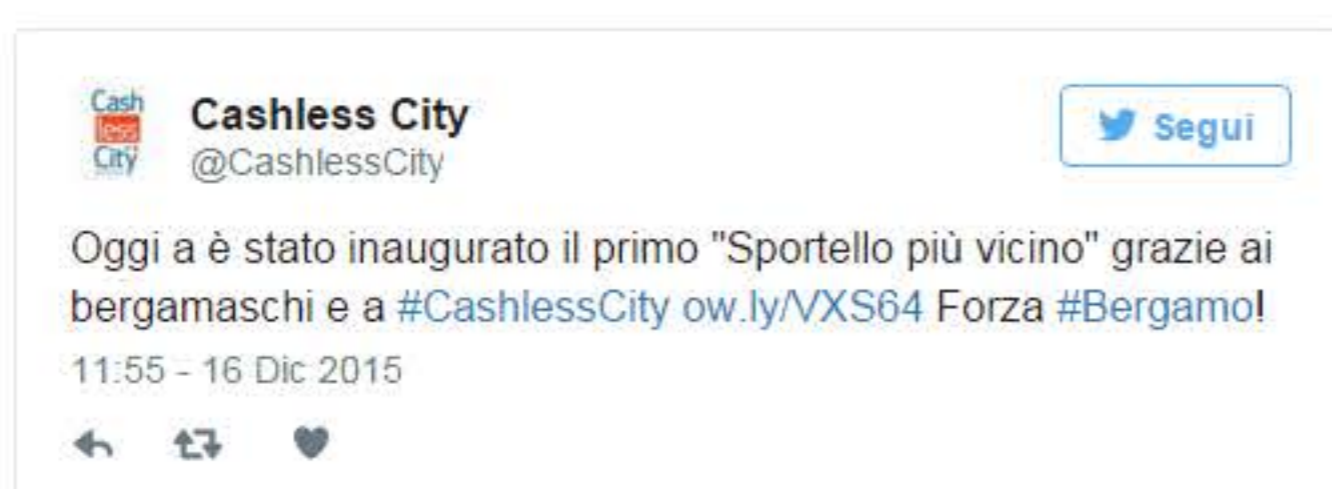 Cash
less
City
Cashless City
@CashlessCity
Segui
Oggi a è stato inaugurato il primo "Sportello più vicino" grazie ai
bergamaschi e a #CashlessCity ow.ly/VXS64 Forza #Bergamo!
11:55 - 16 Dic 2015